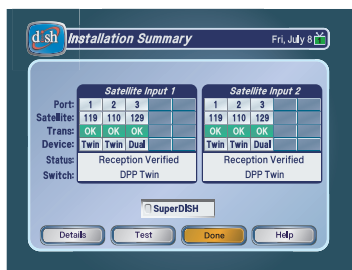 dish Installation Summary Fri, July 8
Satellite Input 1 Satellite Input 2
Port: 1 2 3 1 2 3
Satellite: 119 110 129 119 110 129
Trans: OK OK OK OK OK OK
Device: Twin Twin Dual Twin Twin Dual
Status: Reception Verified Reception Verified
Switch: DPP Twin DPP Twin
SuperDISH
Details Test Done Help